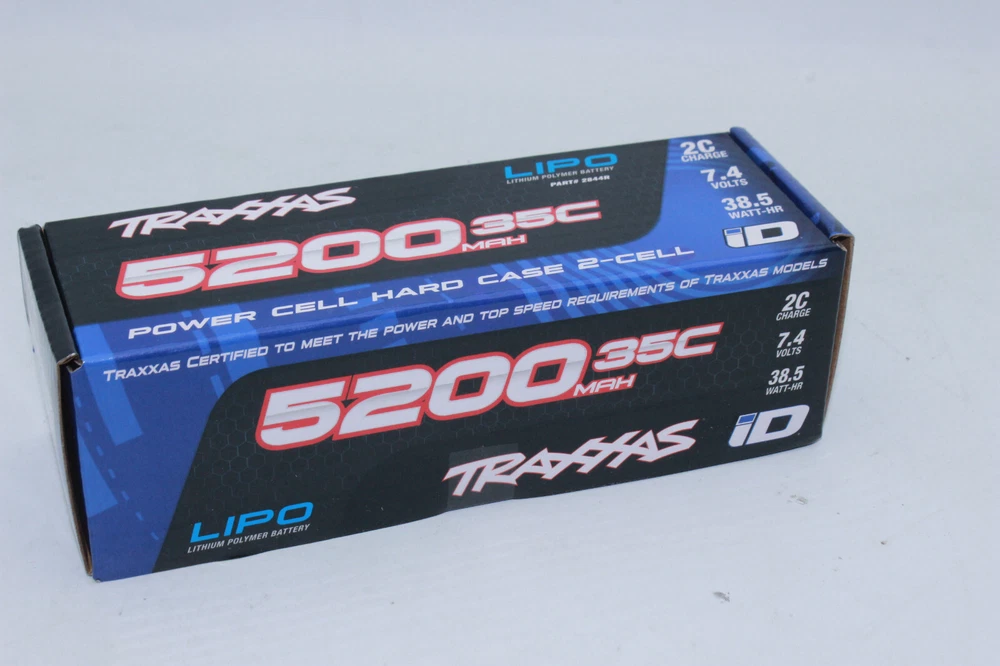 TRAXXAS
LIPO
LITHIUM POLYMER BATTERY
PART# 2844R
5200 MAH 35C
2C
CHARGE
7.4
VOLTS
38.5
WATT-HR
iD
POWER CELL HARD CASE 2-CELL
TRAXXAS CERTIFIED TO MEET THE POWER AND TOP SPEED REQUIREMENTS OF TRAXXAS MODELS
5200 MAH 35C
2C
CHARGE
7.4
VOLTS
38.5
WATT-HR
TRAXXAS
iD
LIPO
LITHIUM POLYMER BATTERY